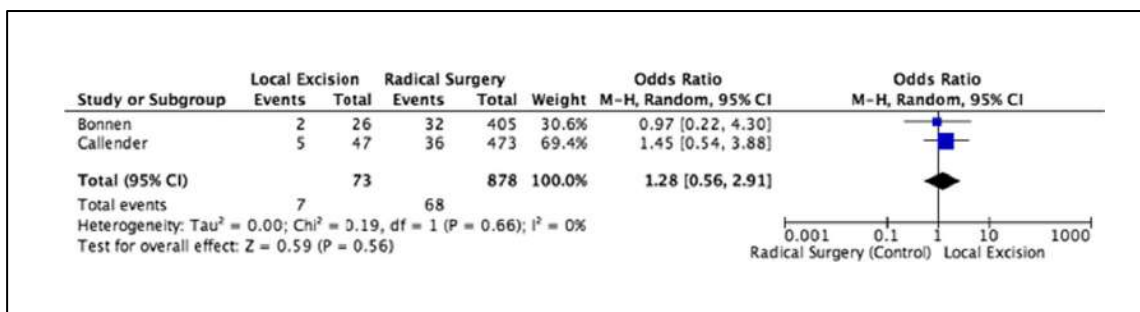 Local Excision Radical Surgery Odds Ratio Odds Ratio
Study or Subgroup Events Total Events Total Weight M-H, Random, 95% CI M-H, Random, 95% CI
Bonnen 2 26 32 405 30.6% 0.97 [0.22, 4.30]
Callender 5 47 36 473 69.4% 1.45 [0.54, 3.88]
Total (95% CI) 73 878 100.0% 1.28 [0.56, 2.91]
Total events 7 68
Heterogeneity: Tau² = 0.00; Chi² = 0.19, df = 1 (P = 0.66); I² = 0%
Test for overall effect: Z = 0.59 (P = 0.56)
0.001 0.1 1 10 1000
Radical Surgery (Control) Local Excision